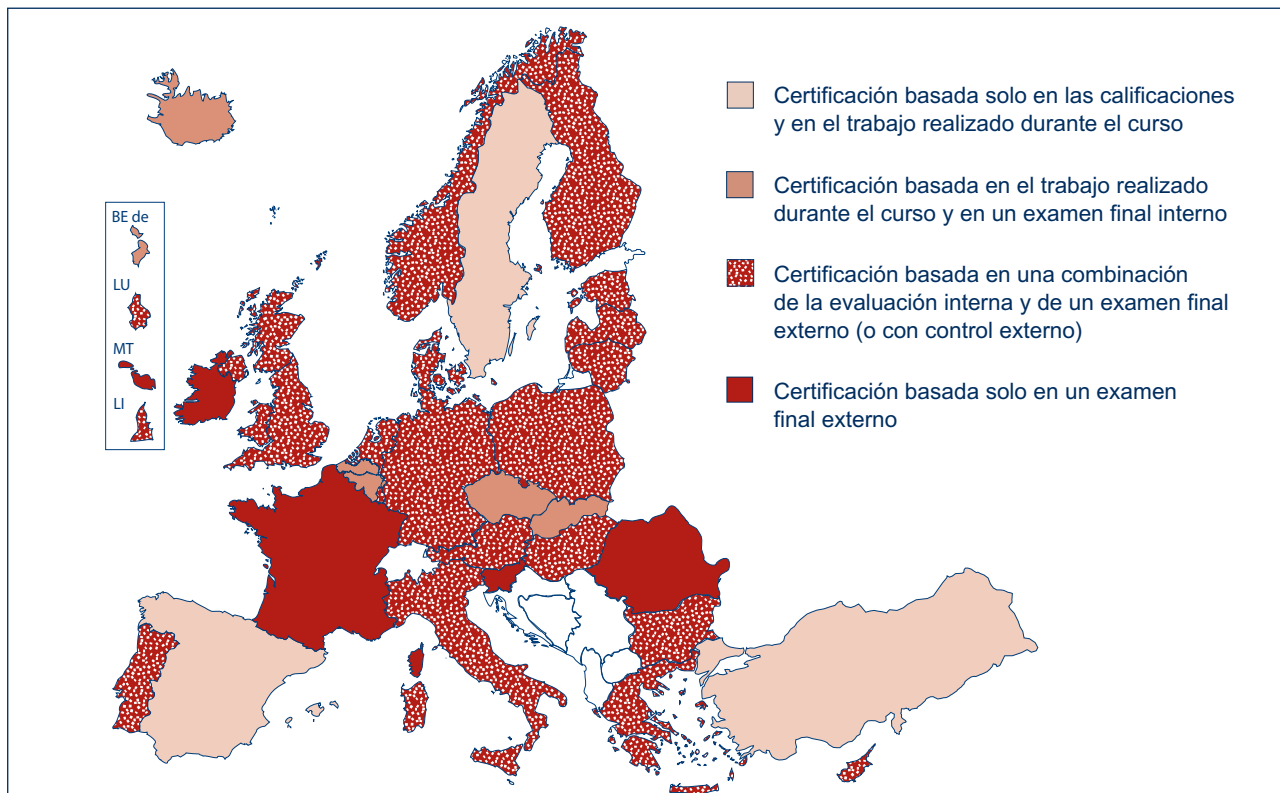 Certificación basada solo en las calificaciones
y en el trabajo realizado durante el curso
Certificación basada en el trabajo realizado
durante el curso y en un examen final interno
Certificación basada en una combinación
de la evaluación interna y de un examen final
externo (o con control externo)
Certificación basada solo en un examen
final externo
BE de
LU
MT
LI